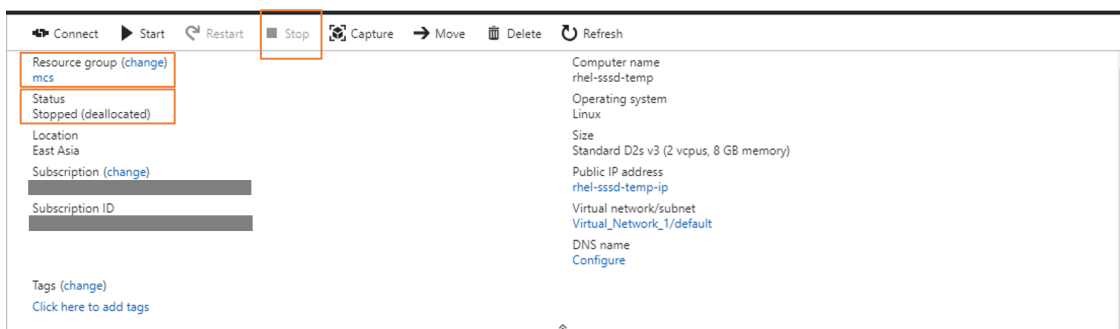 Connect Start Restart Stop Capture Move Delete Refresh
Resource group (change)
mcs
Status
Stopped (deallocated)
Location
East Asia
Subscription (change)
Subscription ID
Tags (change)
Click here to add tags
Computer name
rhel-sssd-temp
Operating system
Linux
Size
Standard D2s v3 (2 vcpus, 8 GB memory)
Public IP address
rhel-sssd-temp-ip
Virtual network/subnet
Virtual_Network_1/default
DNS name
Configure